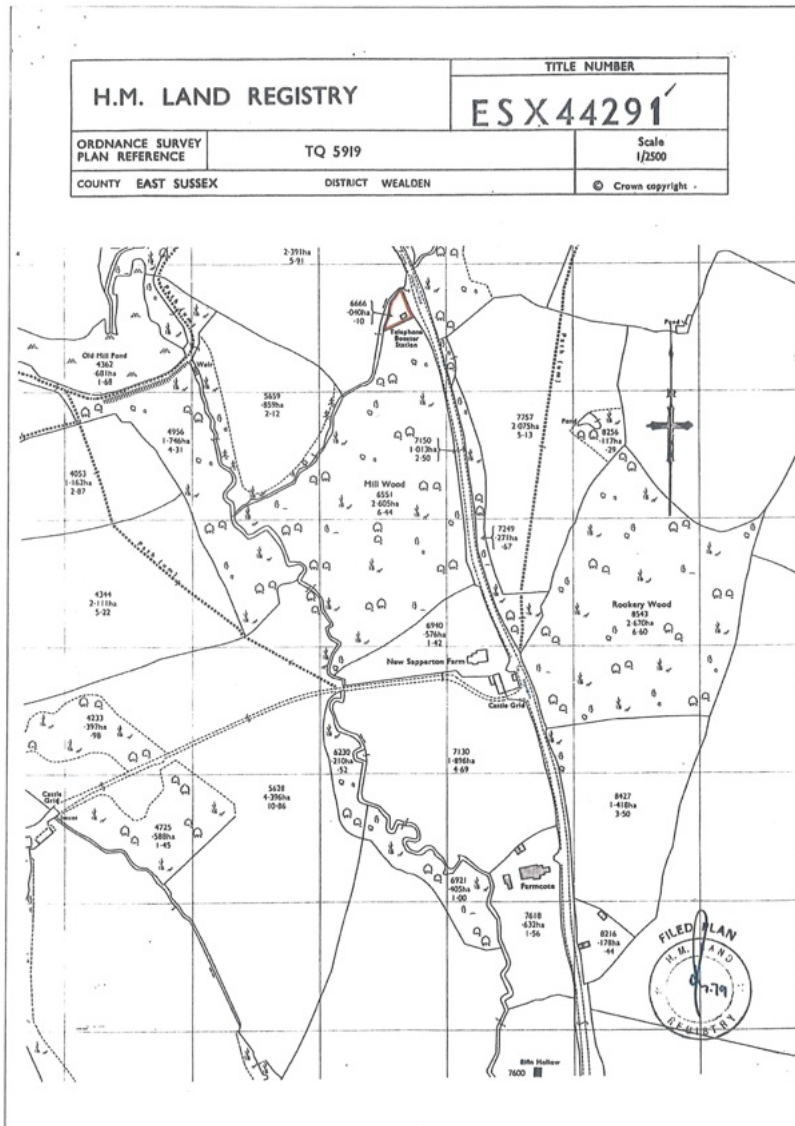 TITLE NUMBER
H.M. LAND REGISTRY
ESX44291
ORDNANCE SURVEY
PLAN REFERENCE
TQ 5919
Scale
1/2500
COUNTY EAST SUSSEX
DISTRICT WEALDEN
© Crown copyright
2·391ha
5·91
6666
·040ha
·10
Telephone
Booster
Station
Pond
Old Mill Pond
4362
·681ha
1·68
Weir
5659
·859ha
2·12
Path (um)
7757
2·075ha
5·13
Pond
8256
·117ha
·29
4956
1·746ha
4·31
7150
1·013ha
2·50
4053
1·162ha
2·87
Mill Wood
6551
2·605ha
6·44
7249
·271ha
·67
Path (um)
4344
2·111ha
5·22
Rookery Wood
8543
2·670ha
6·60
6940
·576ha
1·42
New Sapperton Farm
Cattle Grid
4233
·397ha
·98
6230
·210ha
·52
7130
1·896ha
4·69
5628
4·396ha
10·86
Cattle
Grid
4725
·588ha
1·45
8427
1·418ha
3·50
6921
·405ha
1·00
Farmcote
7618
·632ha
1·56
8216
·178ha
·44
FILED PLAN
H.M. LAND
REGISTRY
Elfin Hollow
7600